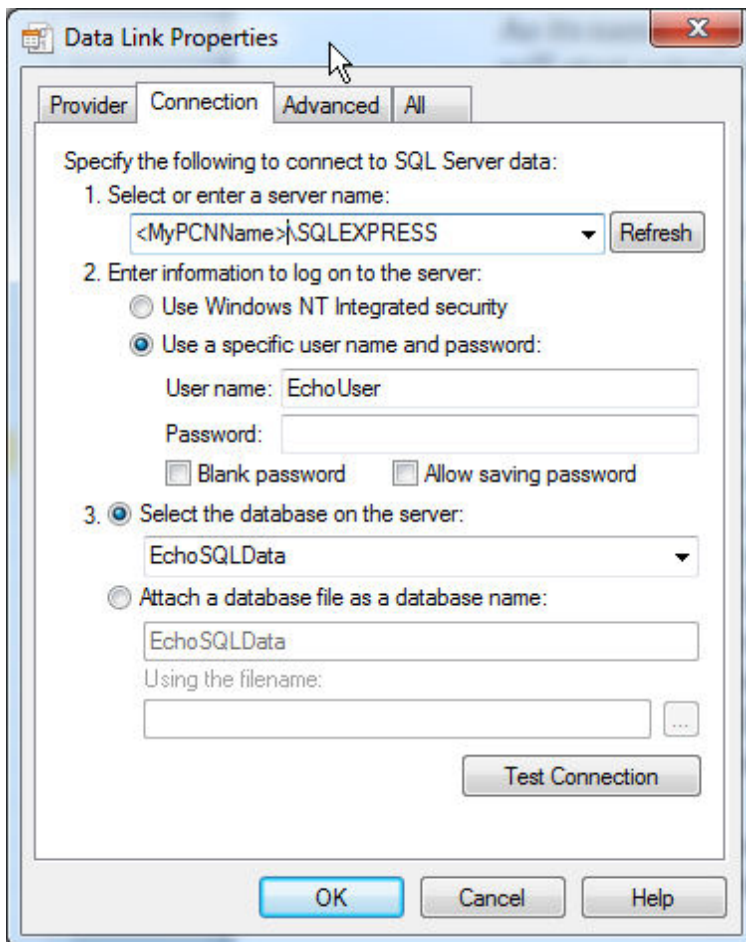 Data Link Properties
Provider Connection Advanced All
Specify the following to connect to SQL Server data:
1. Select or enter a server name:
<MyPCNName>\SQLEXPRESS Refresh
2. Enter information to log on to the server:
Use Windows NT Integrated security
Use a specific user name and password:
User name: EchoUser
Password:
Blank password Allow saving password
3. Select the database on the server:
EchoSQLData
Attach a database file as a database name:
EchoSQLData
Using the filename:
...
Test Connection
OK Cancel Help